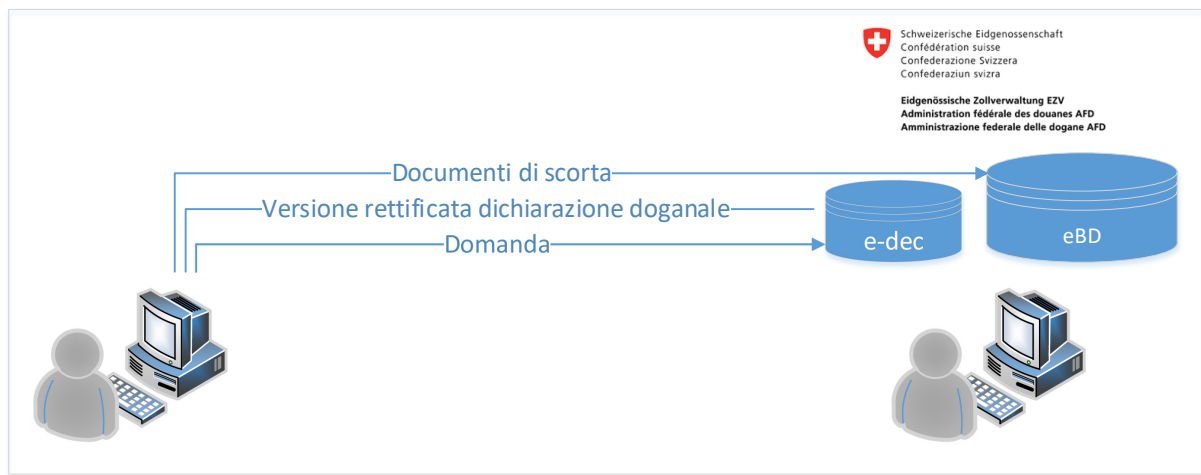 Schweizerische Eidgenossenschaft
Confédération suisse
Confederazione Svizzera
Confederaziun svizra
Eidgenössische Zollverwaltung EZV
Administration fédérale des douanes AFD
Amministrazione federale delle dogane AFD
Documenti di scorta
Versione rettificata dichiarazione doganale
Domanda
e-dec
eBD